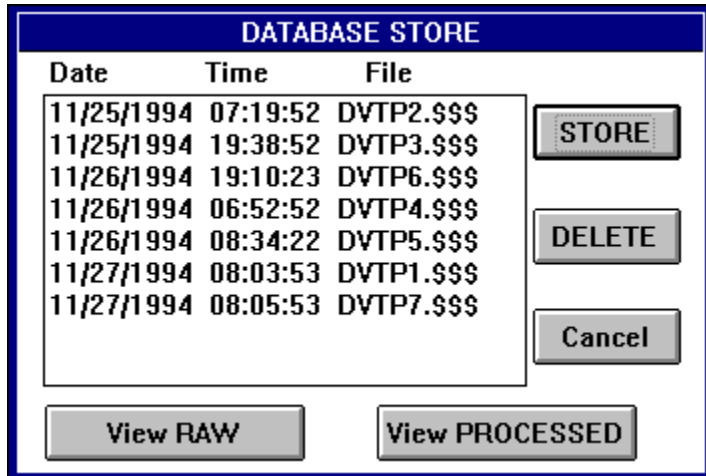 DATABASE STORE
Date Time File
11/25/1994 07:19:52 DVTP2.$$$
11/25/1994 19:38:52 DVTP3.$$$
11/26/1994 19:10:23 DVTP6.$$$
11/26/1994 06:52:52 DVTP4.$$$
11/26/1994 08:34:22 DVTP5.$$$
11/27/1994 08:03:53 DVTP1.$$$
11/27/1994 08:05:53 DVTP7.$$$
STORE
DELETE
Cancel
View RAW View PROCESSED